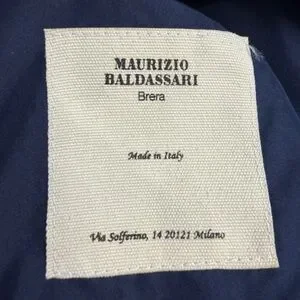 MAURIZIO
BALDASSARI
Brera
Made in Italy
Via Solferino, 14 20121 Milano